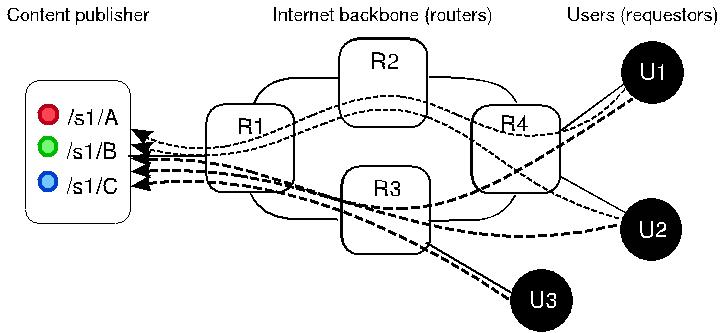 Content publisher
Internet backbone (routers)
Users (requestors)
/s1/A
/s1/B
/s1/C
R1
R2
R3
R4
U1
U2
U3